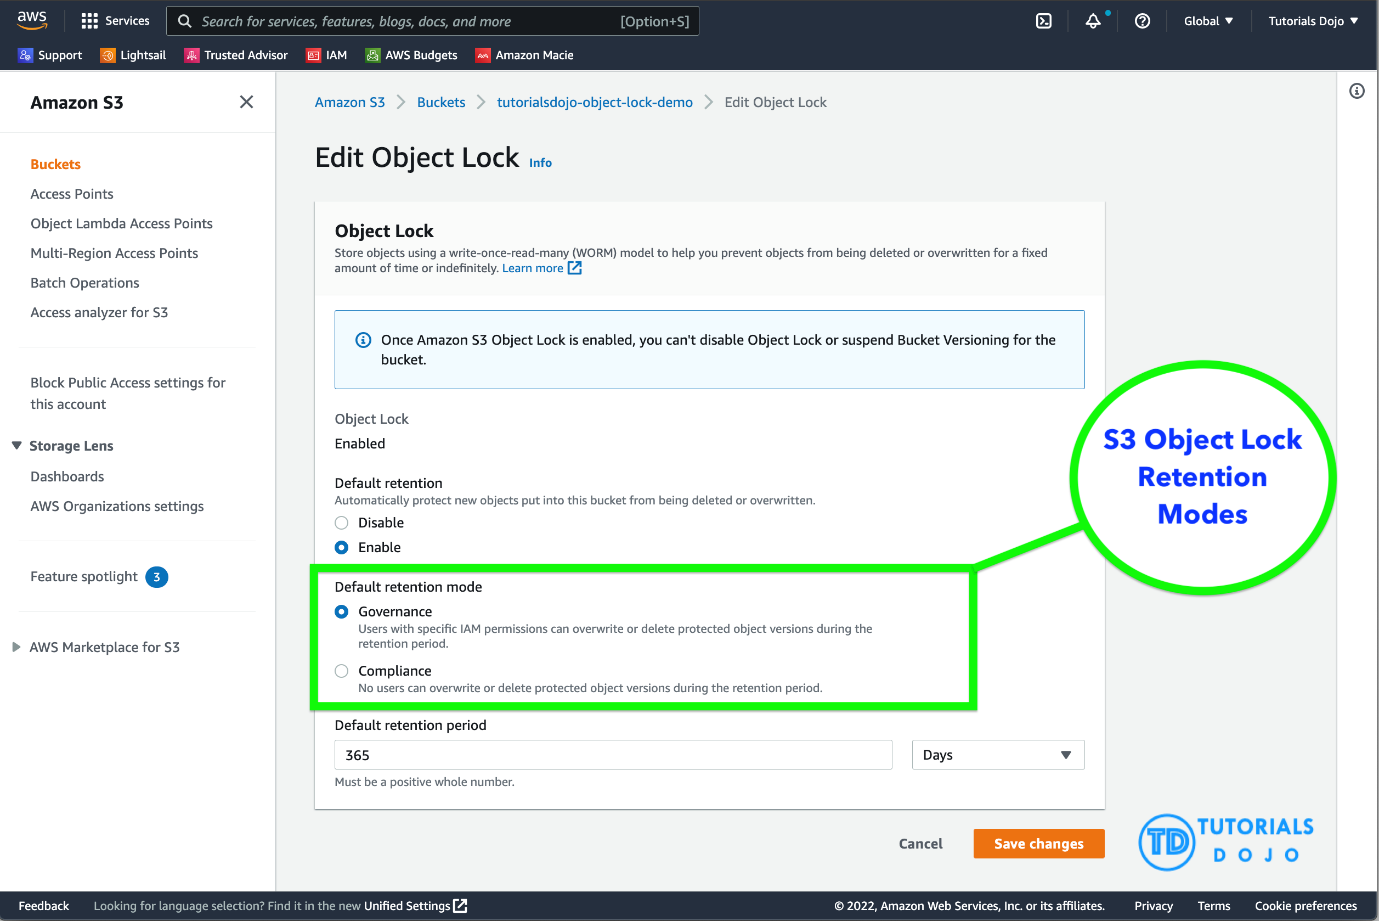 aws
Services
Search for services, features, blogs, docs, and more [Option+S]
Global
Tutorials Dojo
Support
Lightsail
Trusted Advisor
IAM
AWS Budgets
Amazon Macie
Amazon S3
Buckets
Access Points
Object Lambda Access Points
Multi-Region Access Points
Batch Operations
Access analyzer for S3
Block Public Access settings for
this account
Storage Lens
Dashboards
AWS Organizations settings
Feature spotlight 3
AWS Marketplace for S3
Amazon S3 > Buckets > tutorialsdojo-object-lock-demo > Edit Object Lock
Edit Object Lock Info
Object Lock
Store objects using a write-once-read-many (WORM) model to help you prevent objects from being deleted or overwritten for a fixed
amount of time or indefinitely. Learn more
Once Amazon S3 Object Lock is enabled, you can't disable Object Lock or suspend Bucket Versioning for the
bucket.
Object Lock
Enabled
Default retention
Automatically protect new objects put into this bucket from being deleted or overwritten.
Disable
Enable
Default retention mode
Governance
Users with specific IAM permissions can overwrite or delete protected object versions during the
retention period.
Compliance
No users can overwrite or delete protected object versions during the retention period.
Default retention period
365
Days
Must be a positive whole number.
Cancel
Save changes
S3 Object Lock
Retention
Modes
TD
TUTORIALS
DOJO
Feedback
Looking for language selection? Find it in the new Unified Settings
© 2022, Amazon Web Services, Inc. or its affiliates.
Privacy
Terms
Cookie preferences